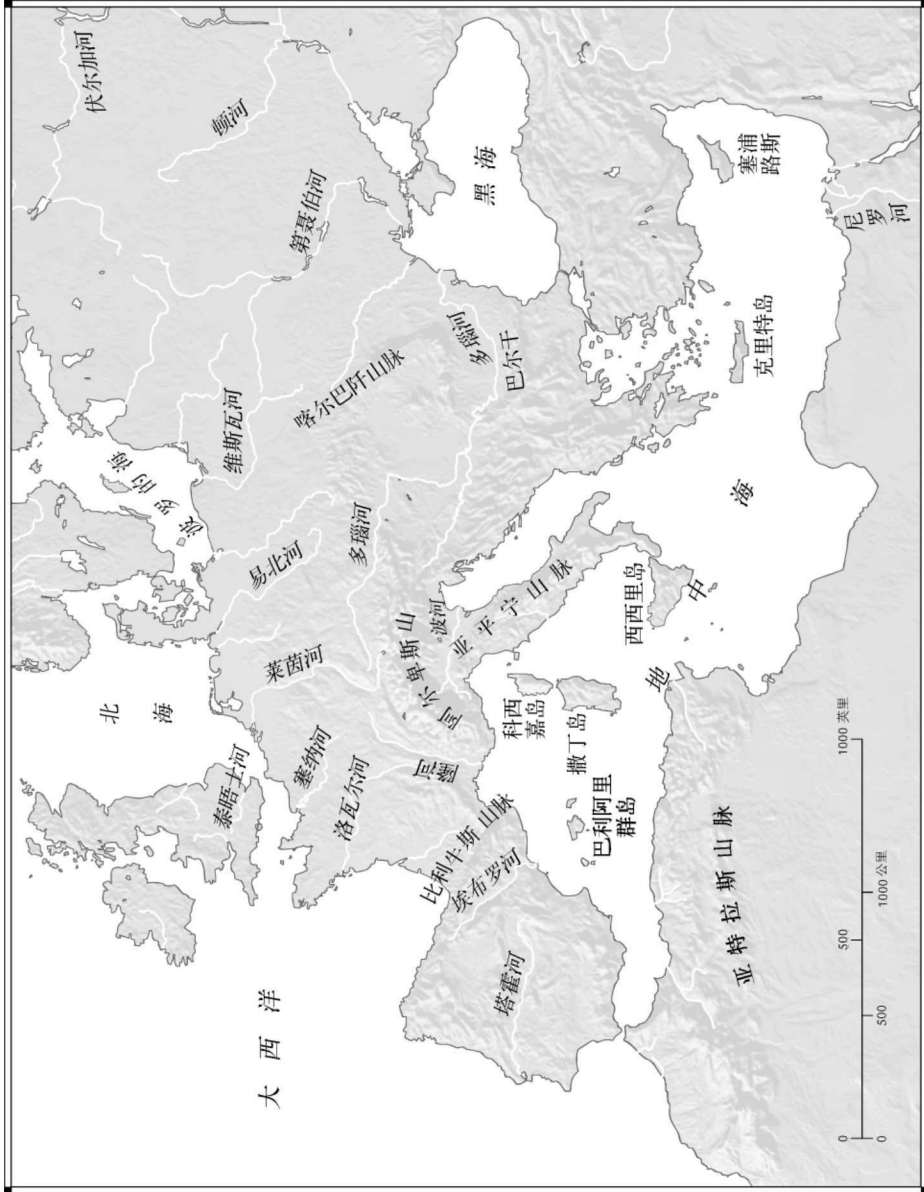 伏尔加河
顿河
第聂伯河
黑海
塞浦
路斯
尼罗
河
克里特岛
多瑙河
巴尔干
喀尔巴阡山脉
维斯瓦河
波罗的海
易北河
多瑙河
莱茵河
北海
阿尔卑斯山
波河
亚平宁山脉
西西里岛
地中海
科西
嘉岛
撒丁岛
巴利阿里
群岛
泰晤士河
塞纳河
洛瓦尔河
隆河
比利牛斯山脉
埃布罗河
塔霍河
大西洋
亚特拉斯山脉
0 500 1000 英里
0 500 1000 公里